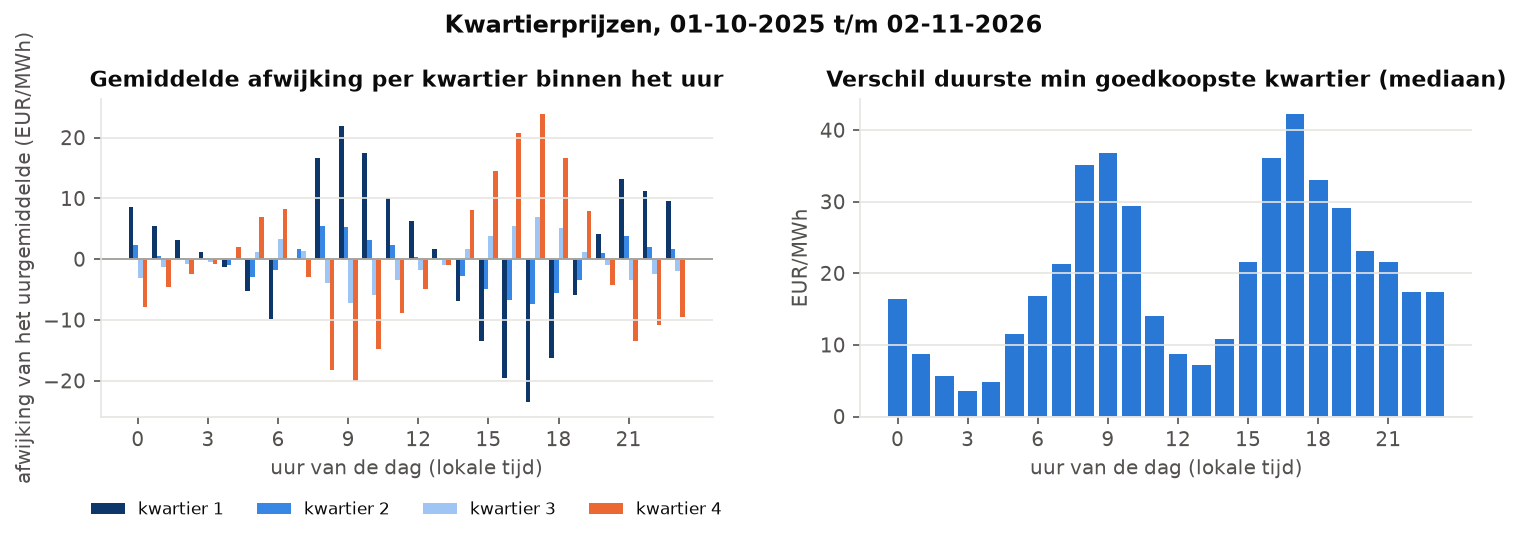 Kwartierprijzen, 01-10-2025 t/m 02-11-2026
Gemiddelde afwijking per kwartier binnen het uur
afwijking van het uurgemiddelde (EUR/MWh)
20
10
0
−10
−20
0 3 6 9 12 15 18 21
uur van de dag (lokale tijd)
kwartier 1 kwartier 2 kwartier 3 kwartier 4
Verschil duurste min goedkoopste kwartier (mediaan)
EUR/MWh
40
30
20
10
0
0 3 6 9 12 15 18 21
uur van de dag (lokale tijd)